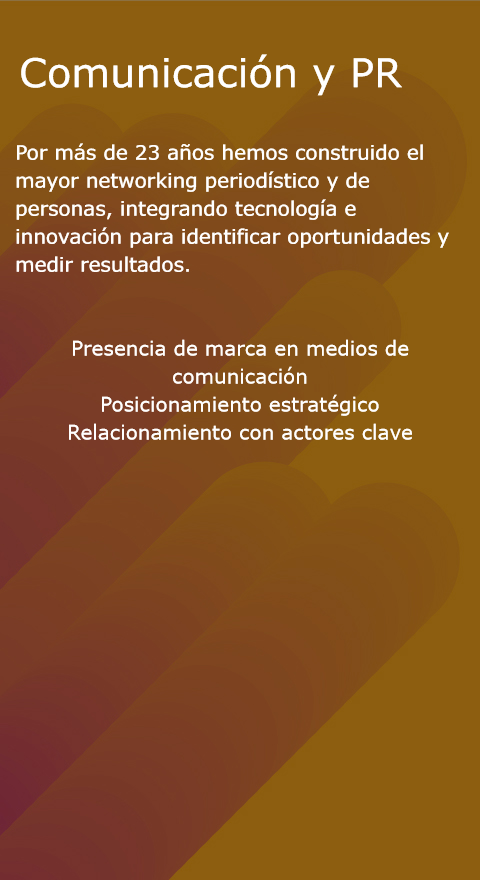 Comunicación y PR
Por más de 23 años hemos construido el
mayor networking periodístico y de
personas, integrando tecnología e
innovación para identificar oportunidades y
medir resultados.
Presencia de marca en medios de
comunicación
Posicionamiento estratégico
Relacionamiento con actores clave